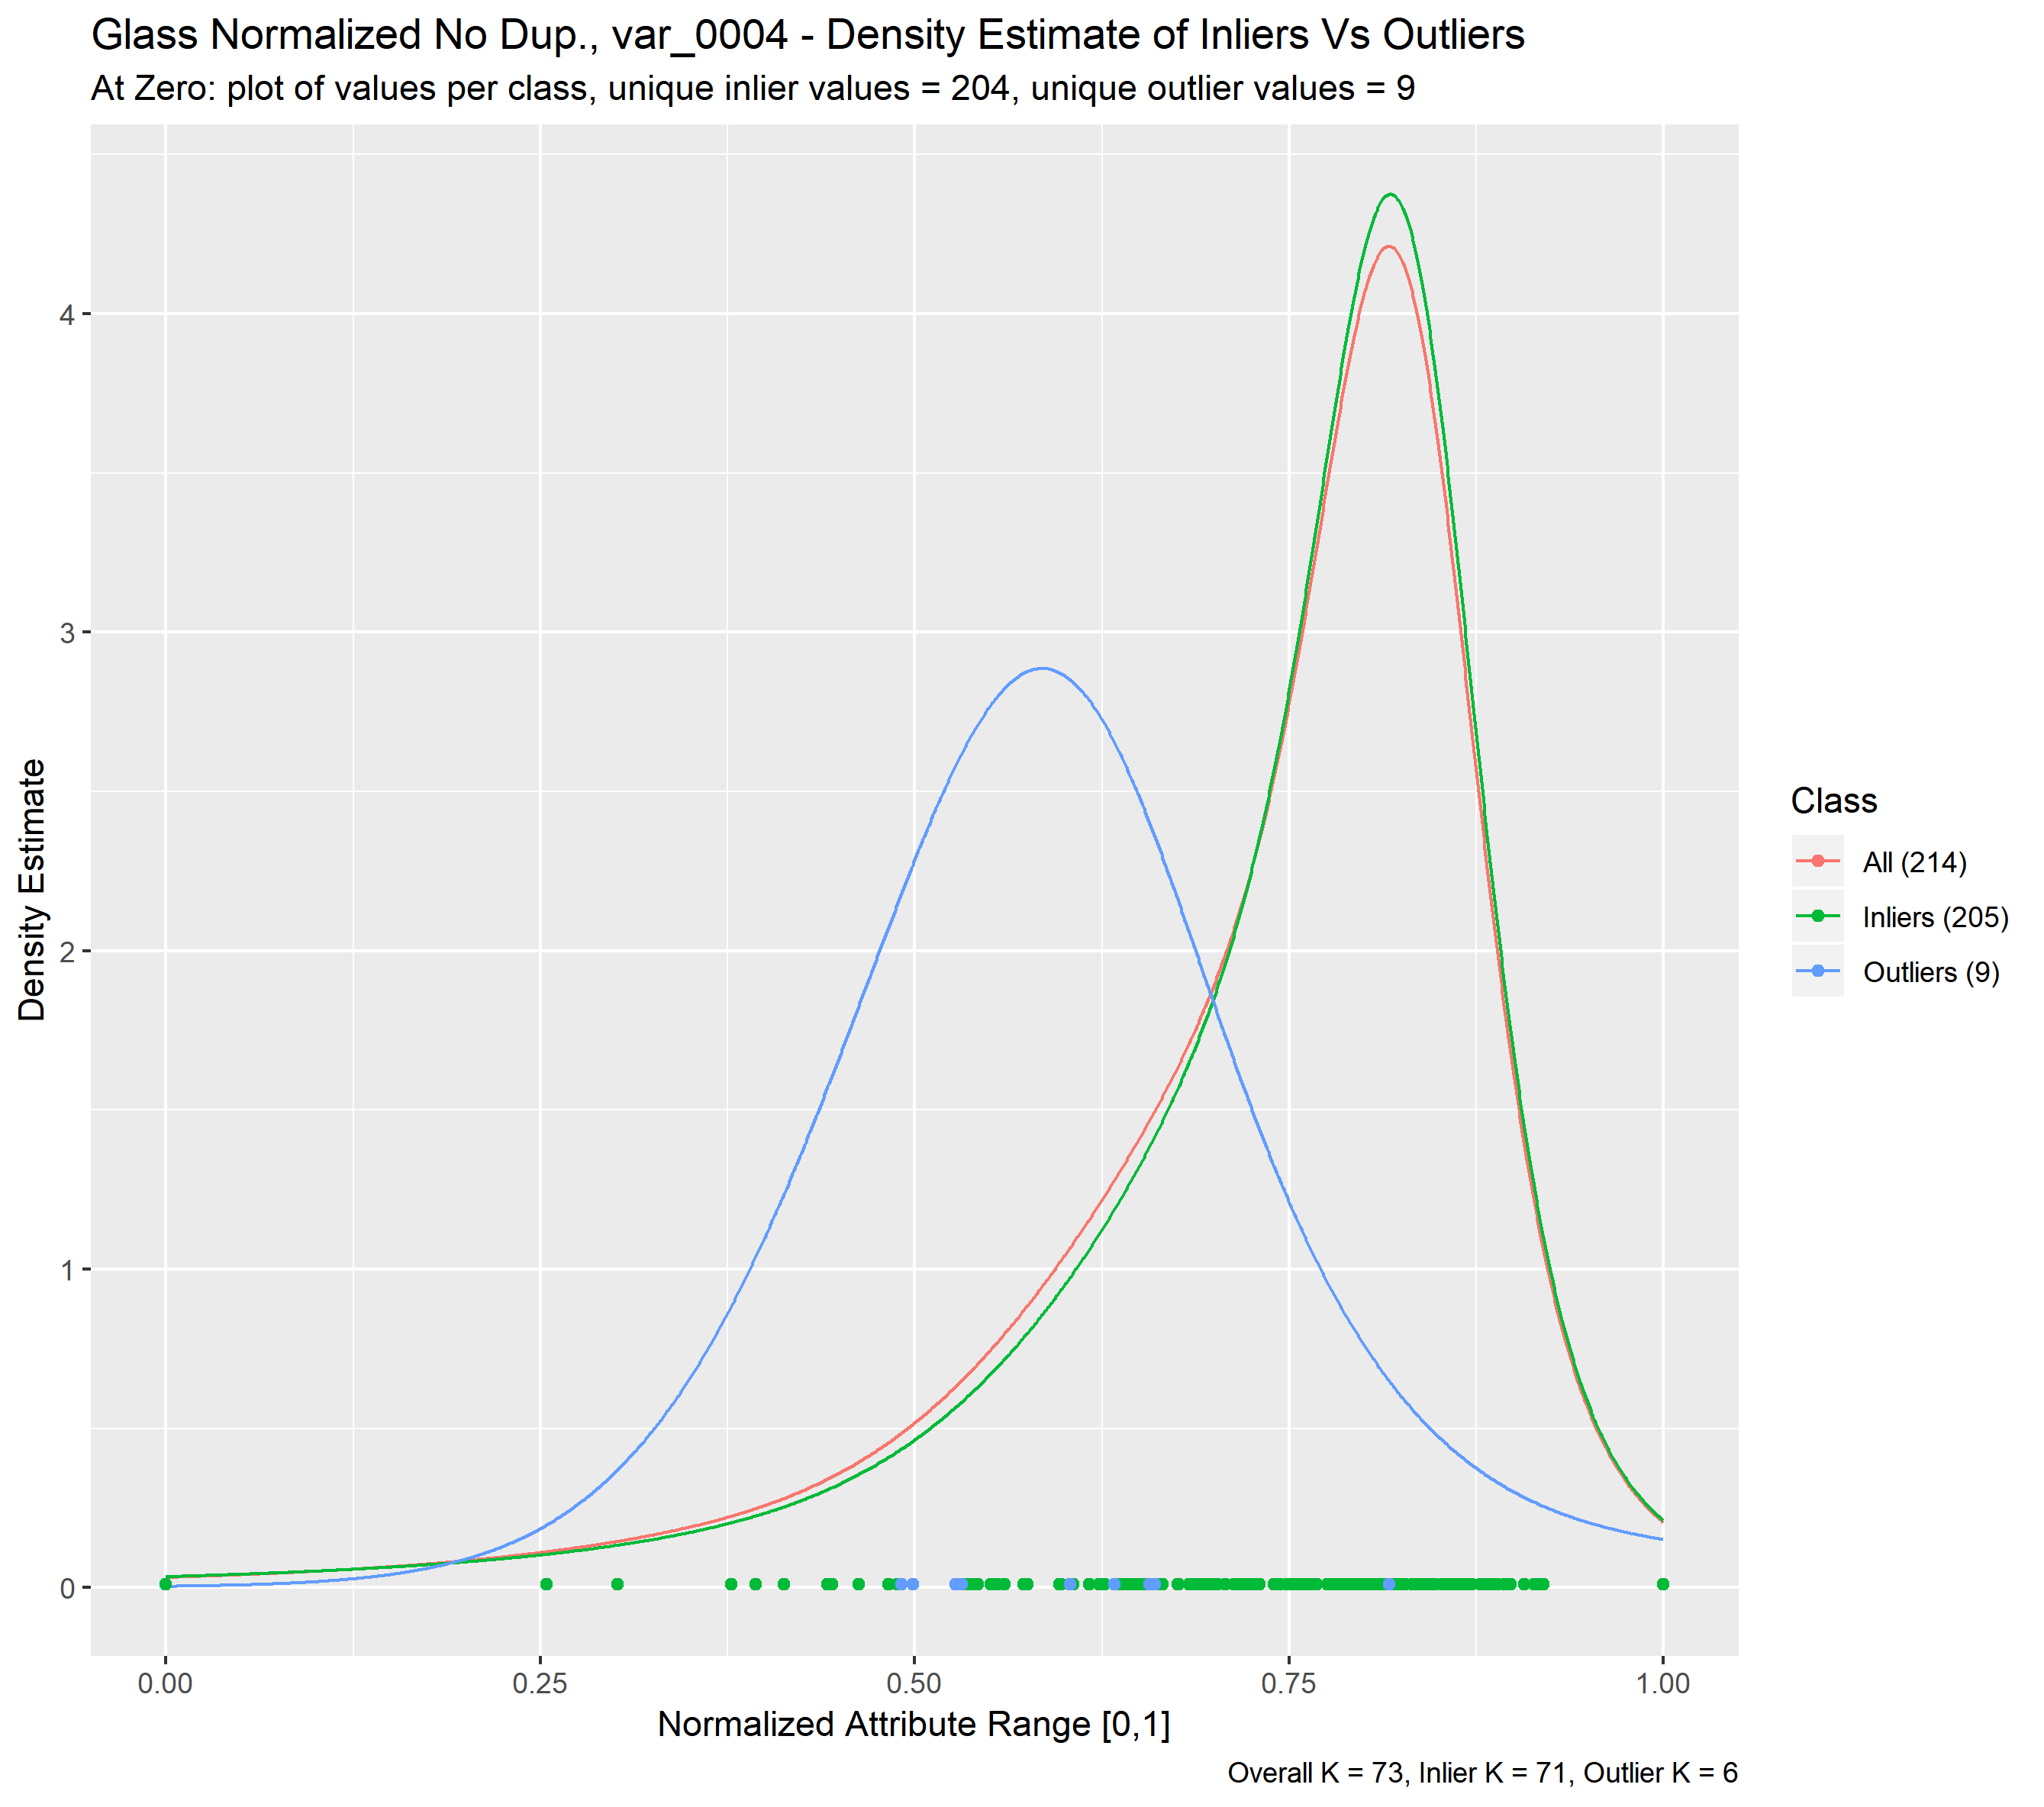 Glass Normalized No Dup., var_0004 - Density Estimate of Inliers Vs Outliers
At Zero: plot of values per class, unique inlier values = 204, unique outlier values = 9
4
3
2
1
0
Density Estimate
0.00 0.25 0.50 0.75 1.00
Normalized Attribute Range [0,1]
Class
All (214)
Inliers (205)
Outliers (9)
Overall K = 73, Inlier K = 71, Outlier K = 6